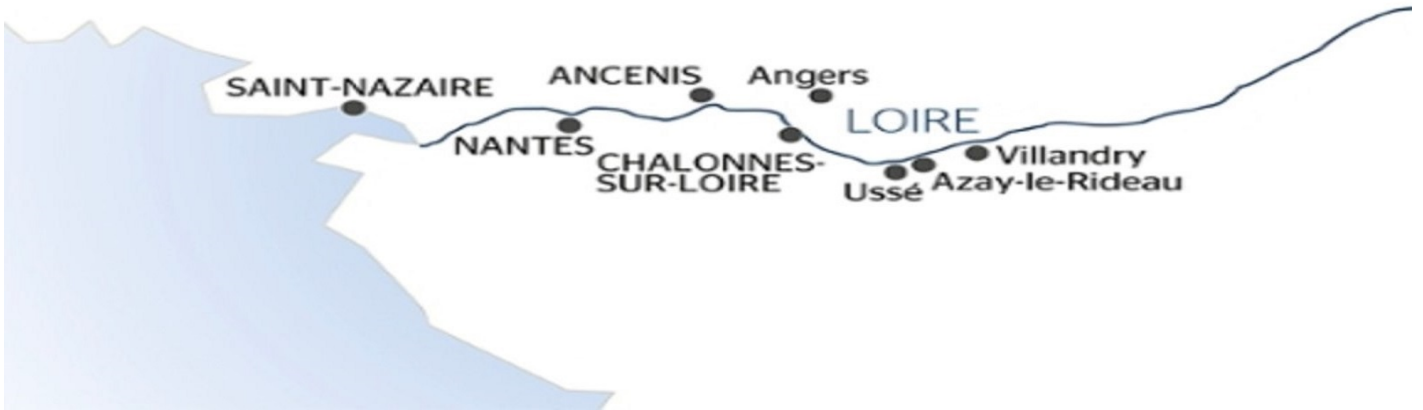 SAINT-NAZAIRE
ANCENIS
Angers
NANTES
CHALONNES-
SUR-LOIRE
LOIRE
Ussé
Villandry
Azay-le-Rideau